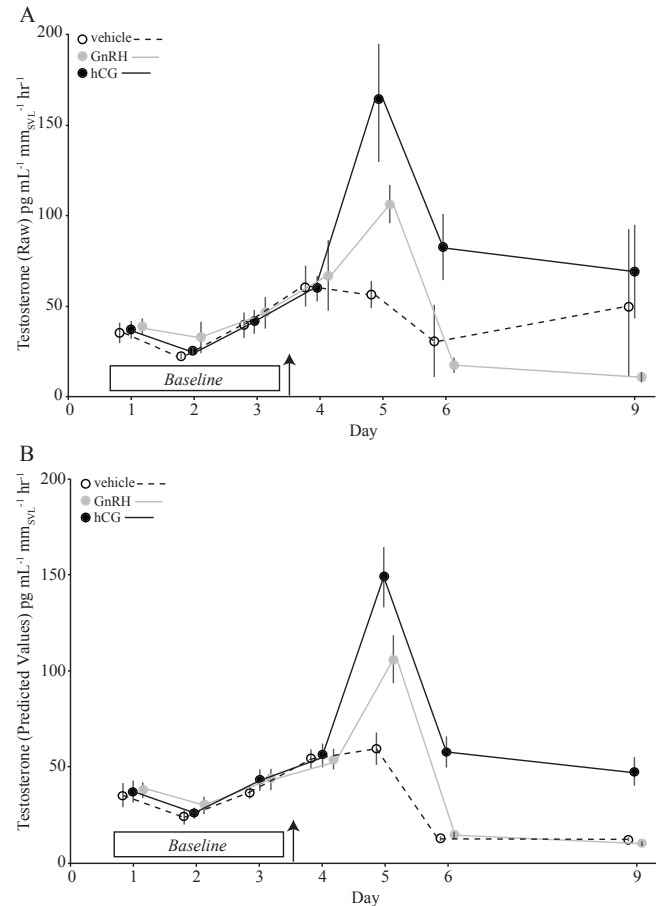 A
200
vehicle
GnRH
hCG
150
100
50
0
Testosterone (Raw) pg mL⁻¹ mm_SVL⁻¹ hr⁻¹
Baseline
0 1 2 3 4 5 6 9
Day
B
200
vehicle
GnRH
hCG
150
100
50
0
Testosterone (Predicted Values) pg mL⁻¹ mm_SVL⁻¹ hr⁻¹
Baseline
0 1 2 3 4 5 6 9
Day